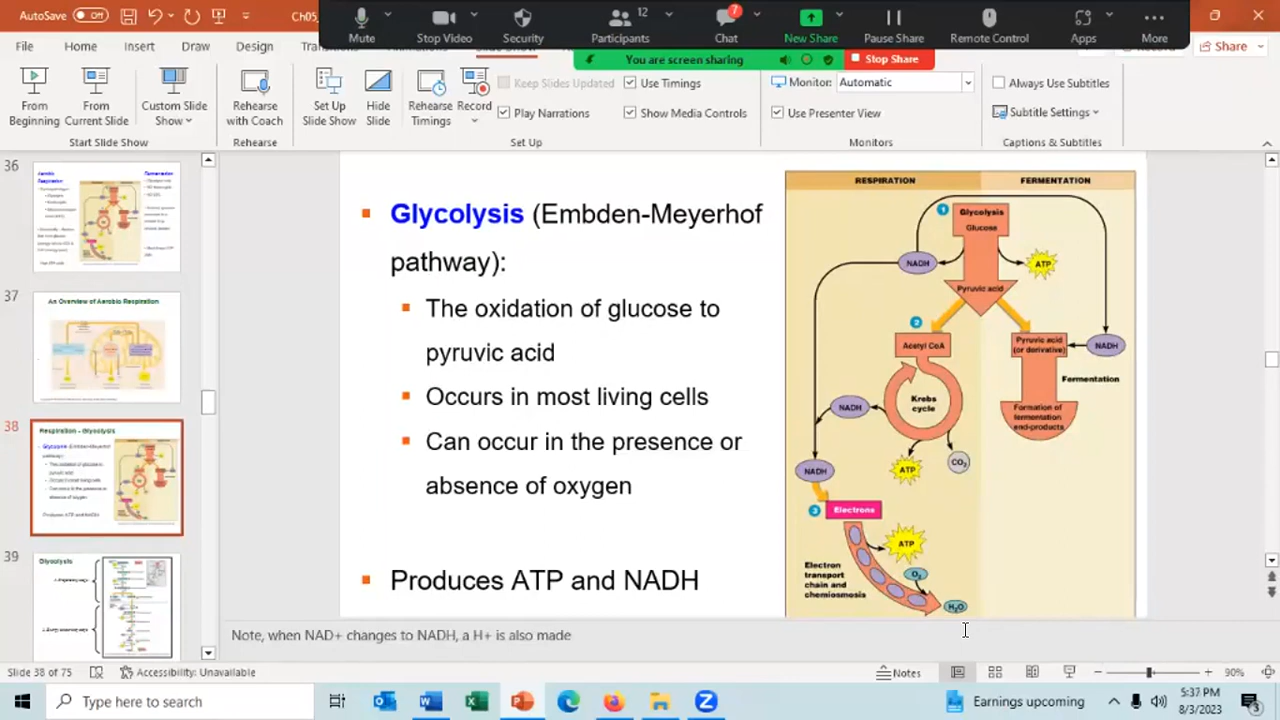 AutoSave Off
Ch05
Mute
Stop Video
Security
12
Participants
7
Chat
New Share
Pause Share
Remote Control
Apps
More
File
Home
Insert
Draw
Design
You are screen sharing
Stop Share
Share
From Beginning
From Current Slide
Custom Slide Show
Rehearse with Coach
Set Up Slide Show
Hide Slide
Rehearse Timings
Record
Keep Slides Updated
Use Timings
Play Narrations
Show Media Controls
Monitor: Automatic
Use Presenter View
Always Use Subtitles
Subtitle Settings
Start Slide Show
Rehearse
Set Up
Monitors
Captions & Subtitles
36
37
An Overview of Aerobic Respiration
38
Respiration - Glycolysis
39
Glycolysis
Glycolysis (Embden-Meyerhof
pathway):
The oxidation of glucose to
pyruvic acid
Occurs in most living cells
Can occur in the presence or
absence of oxygen
Produces ATP and NADH
RESPIRATION
FERMENTATION
1
Glycolysis
Glucose
NADH
ATP
Pyruvic acid
2
Acetyl CoA
Pyruvic acid
(or derivative)
NADH
Fermentation
Krebs
cycle
NADH
Formation of
fermentation
end-products
NADH
ATP
CO2
3
Electrons
ATP
Electron
transport
chain and
chemiosmosis
O2
H2O
Note, when NAD+ changes to NADH, a H+ is also made
Slide 38 of 75
Accessibility: Unavailable
Notes
90%
Type here to search
Earnings upcoming
5:37 PM
8/3/2023
3